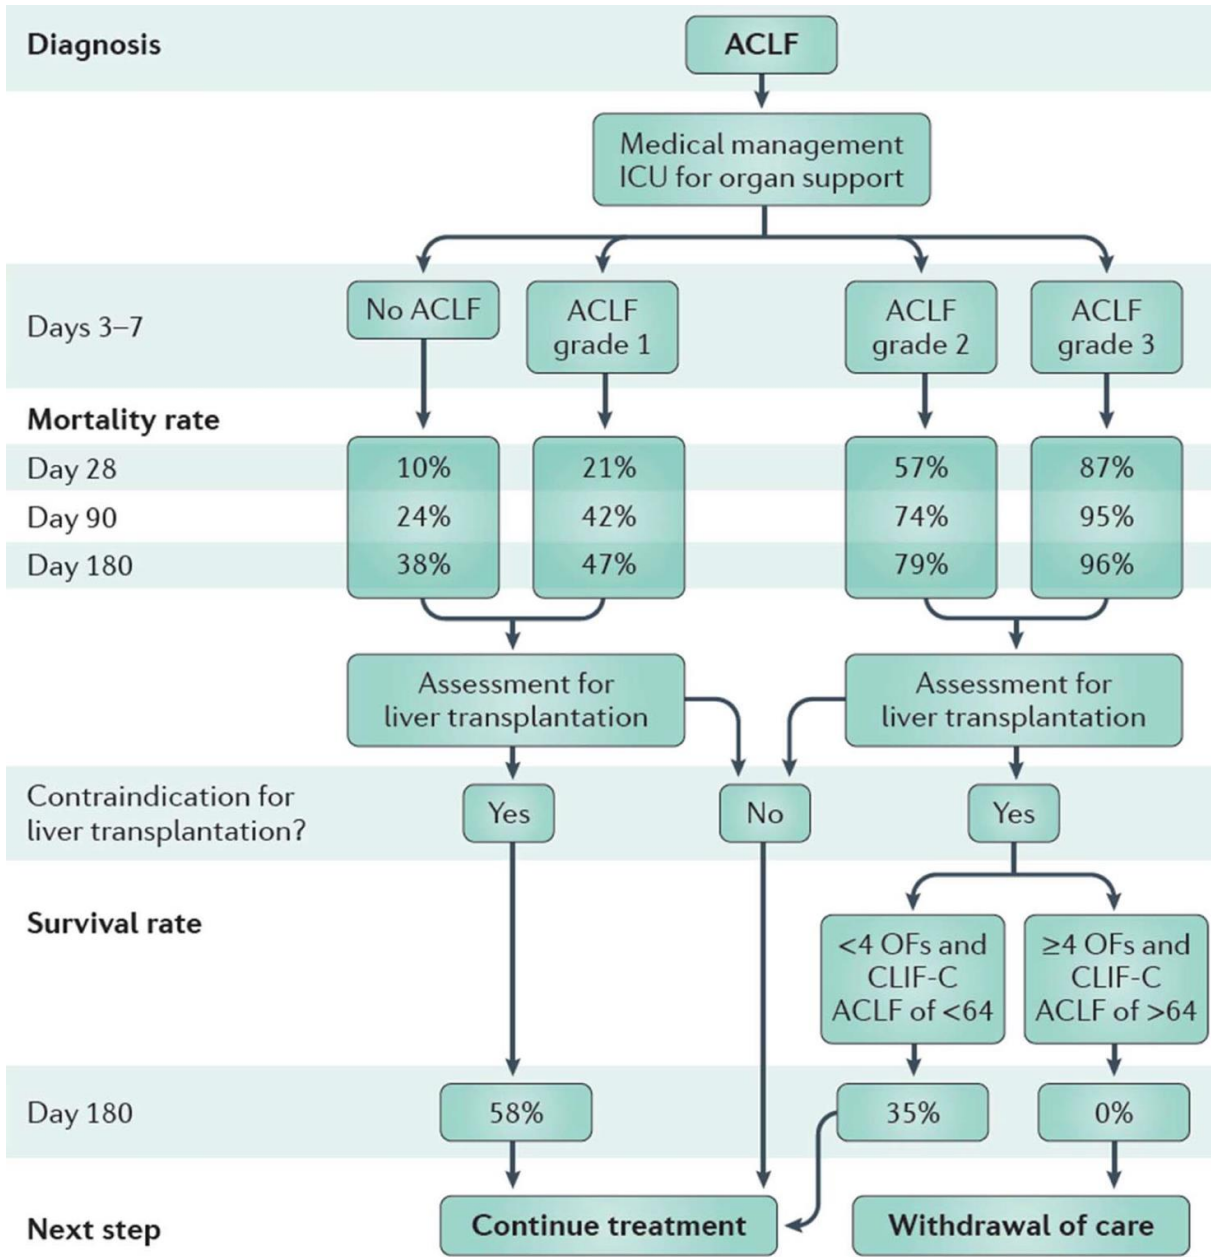 Diagnosis
ACLF
Medical management
ICU for organ support
Days 3–7
No ACLF
ACLF
grade 1
ACLF
grade 2
ACLF
grade 3
Mortality rate
Day 28
10%
21%
57%
87%
Day 90
24%
42%
74%
95%
Day 180
38%
47%
79%
96%
Assessment for
liver transplantation
Assessment for
liver transplantation
Contraindication for
liver transplantation?
Yes
No
Yes
Survival rate
<4 OFs and
CLIF-C
ACLF of <64
≥4 OFs and
CLIF-C
ACLF of >64
Day 180
58%
35%
0%
Next step
Continue treatment
Withdrawal of care